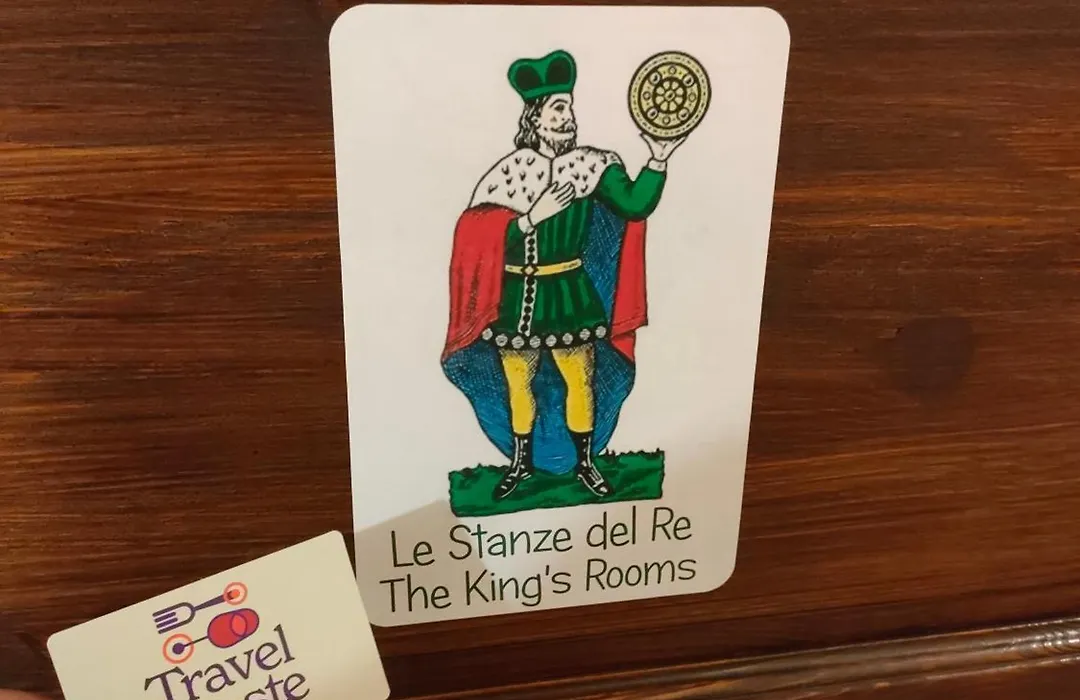 Le Stanze del Re
The King's Rooms
Travel